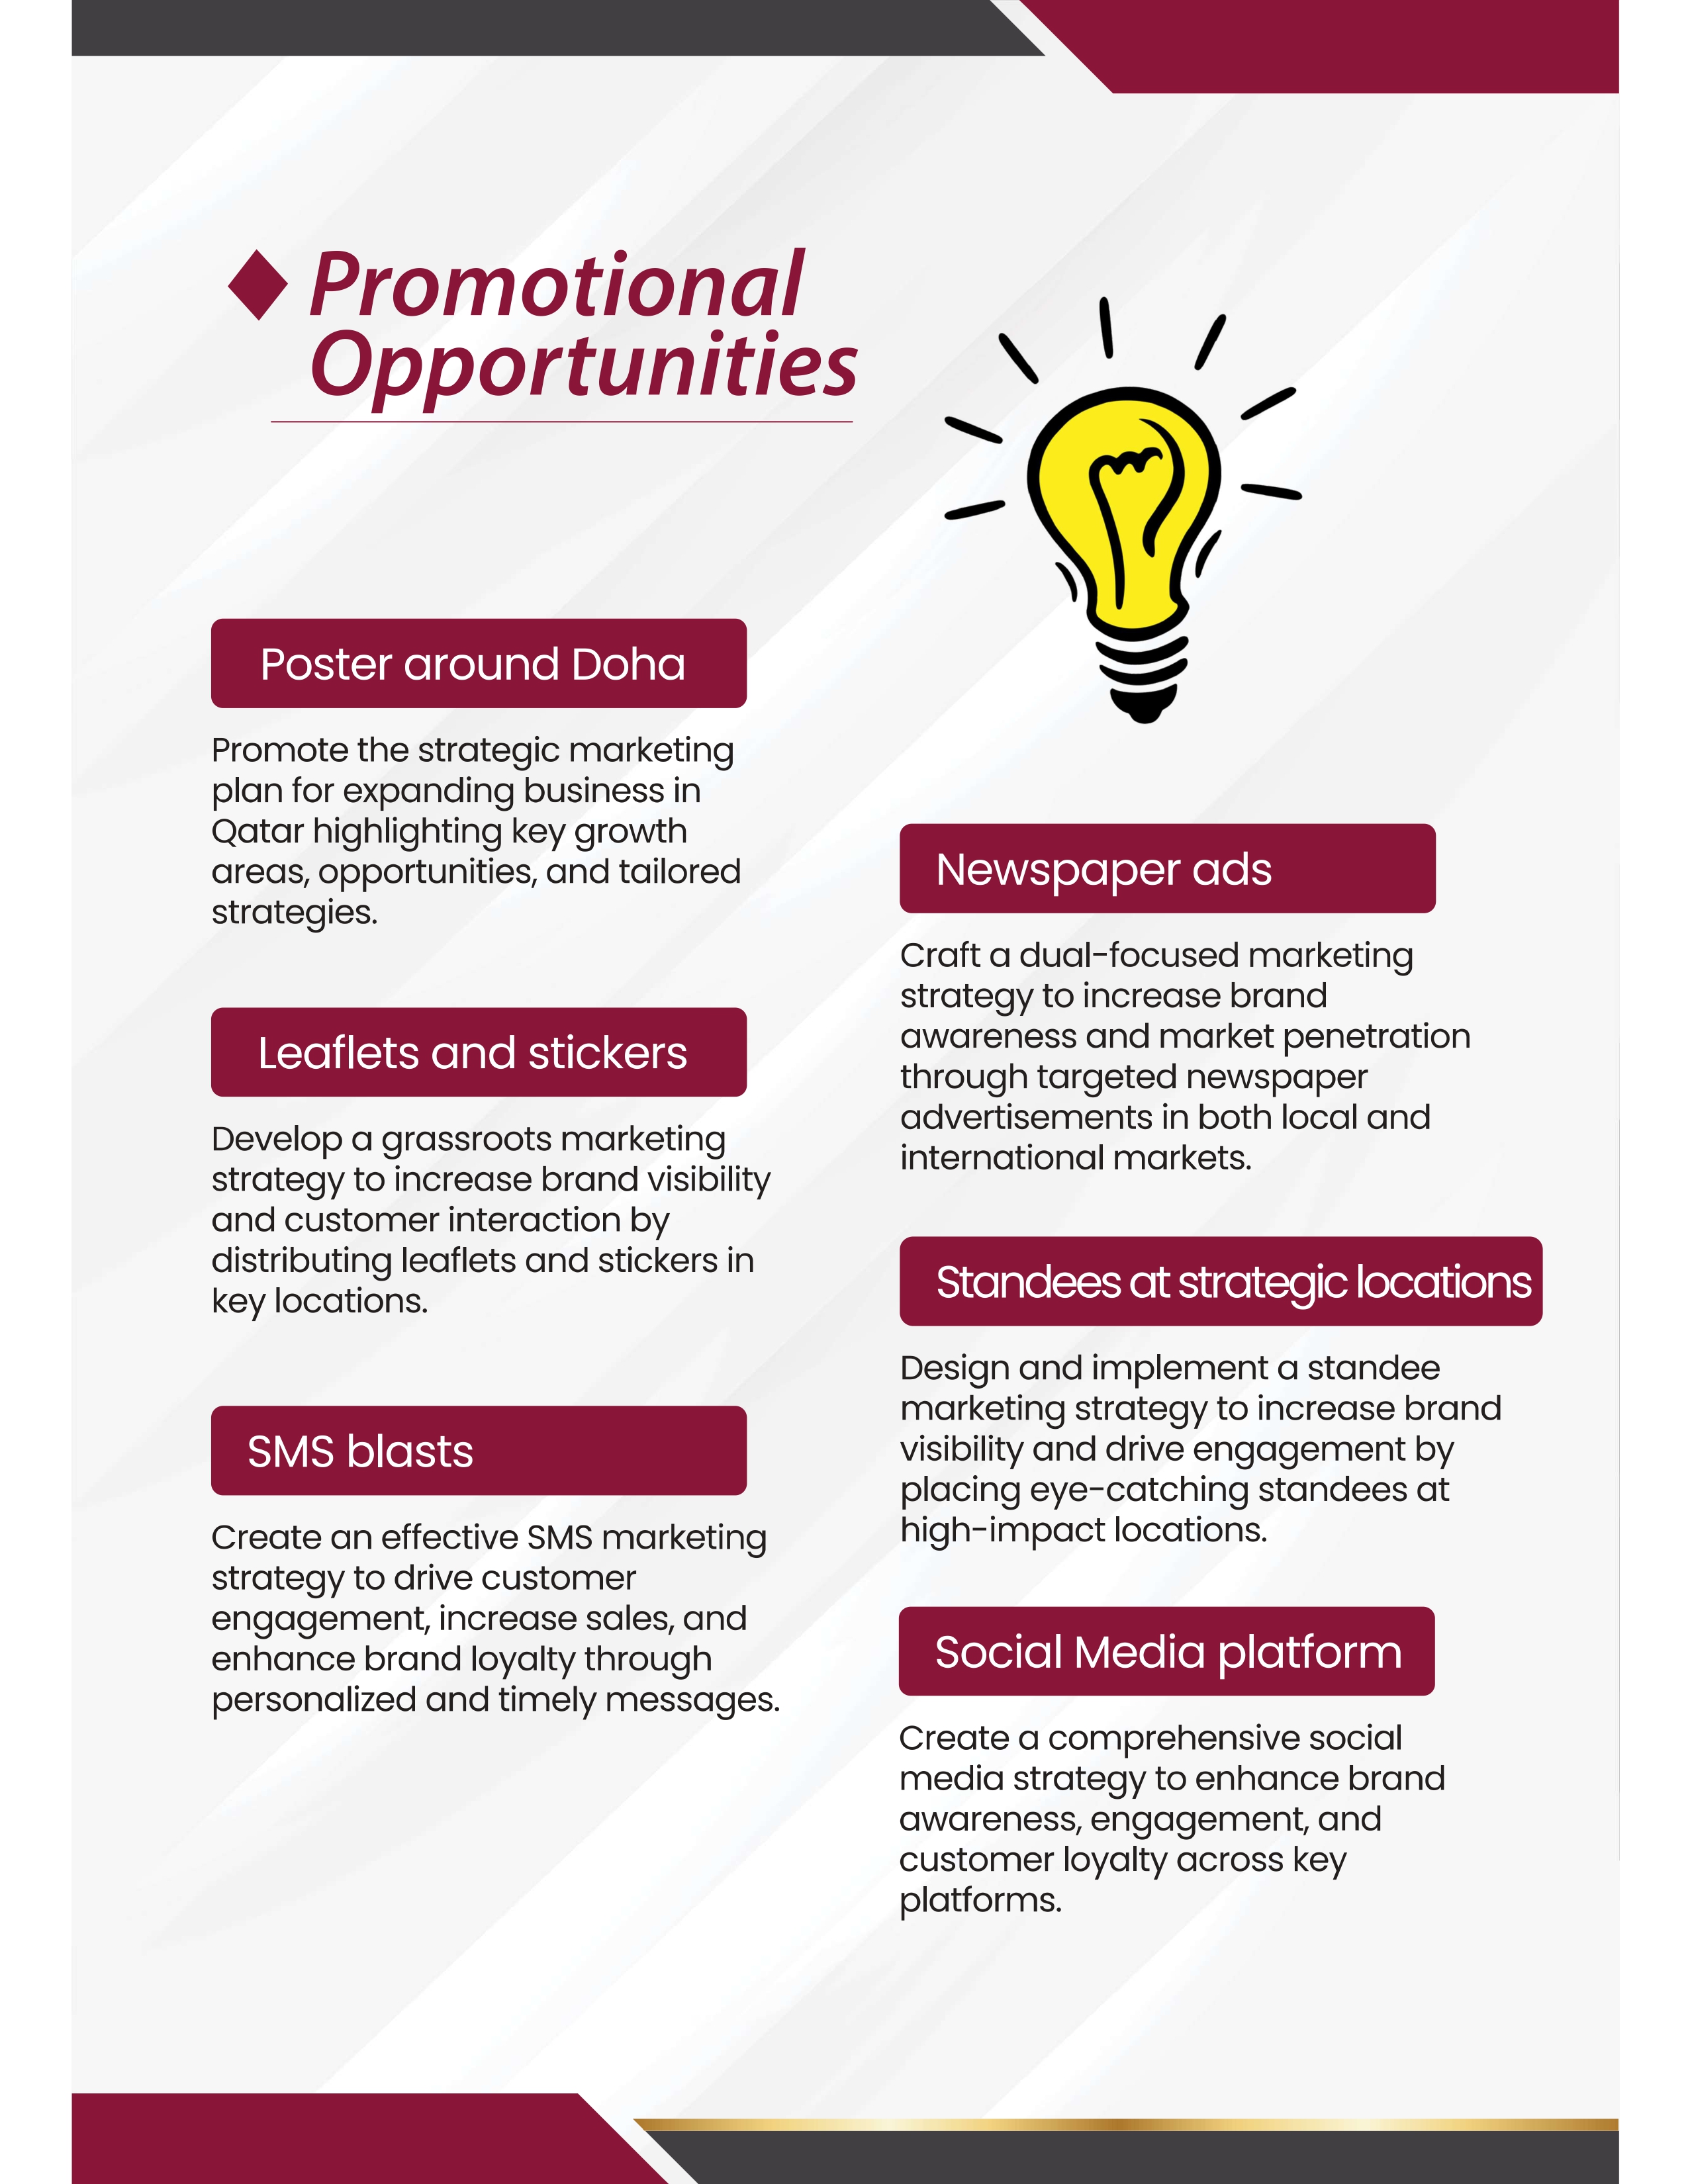 Promotional
Opportunities
Poster around Doha
Promote the strategic marketing
plan for expanding business in
Qatar highlighting key growth
areas, opportunities, and tailored
strategies.
Leaflets and stickers
Develop a grassroots marketing
strategy to increase brand visibility
and customer interaction by
distributing leaflets and stickers in
key locations.
SMS blasts
Create an effective SMS marketing
strategy to drive customer
engagement, increase sales, and
enhance brand loyalty through
personalized and timely messages.
Newspaper ads
Craft a dual-focused marketing
strategy to increase brand
awareness and market penetration
through targeted newspaper
advertisements in both local and
international markets.
Standees at strategic locations
Design and implement a standee
marketing strategy to increase brand
visibility and drive engagement by
placing eye-catching standees at
high-impact locations.
Social Media platform
Create a comprehensive social
media strategy to enhance brand
awareness, engagement, and
customer loyalty across key
platforms.